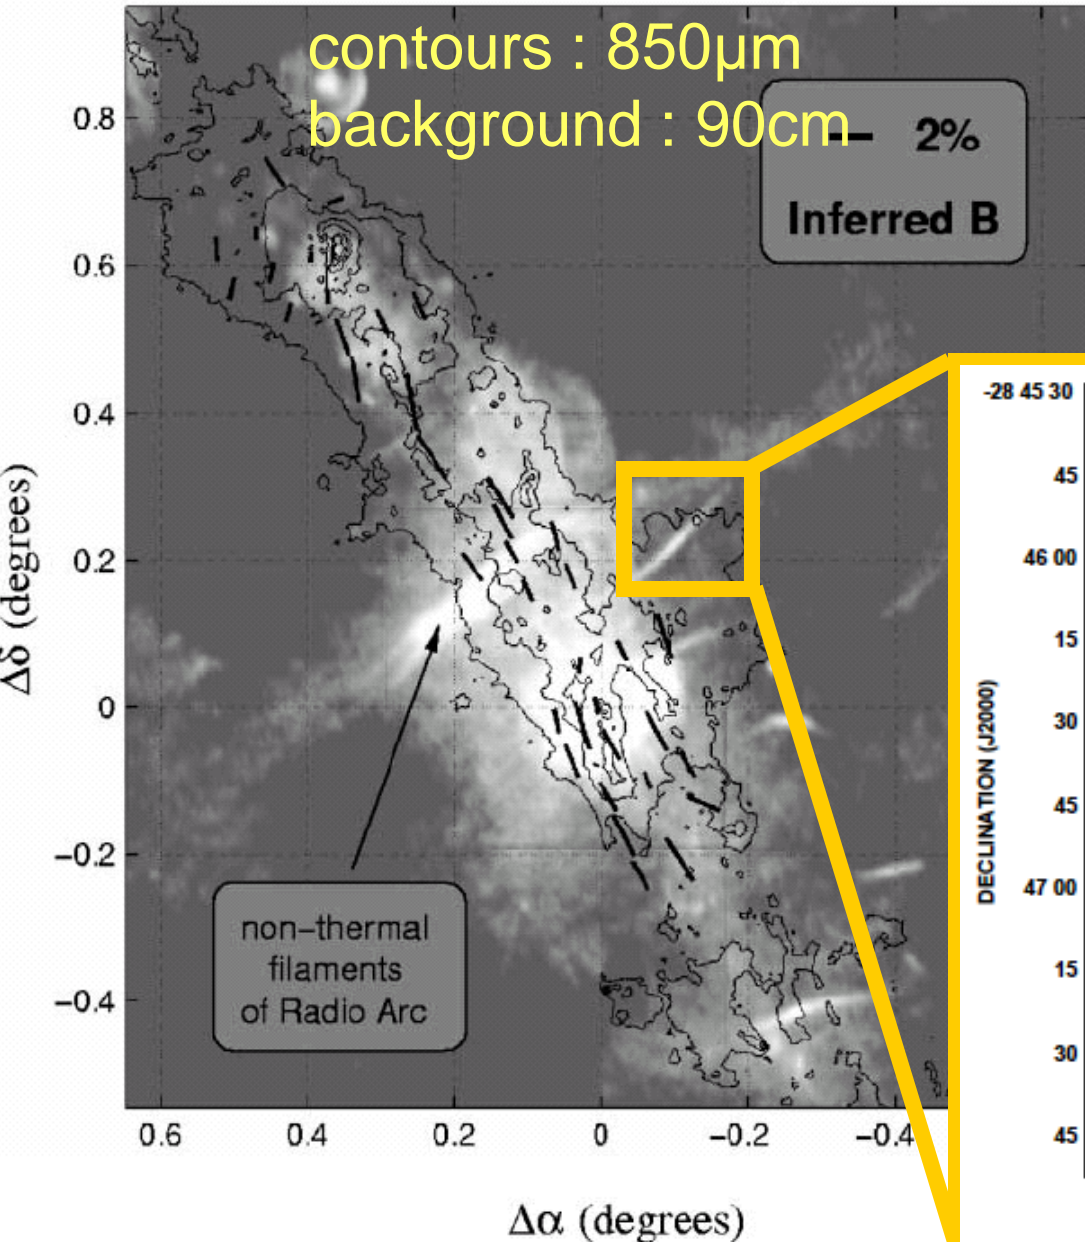 contours : 850μm
background : 90cm
2%
Inferred B
0.8
0.6
0.4
0.2
0
−0.2
−0.4
Δδ (degrees)
non−thermal
filaments
of Radio Arc
0.6
0.4
0.2
0
−0.2
−0.4
Δα (degrees)
-28 45 30
45
46 00
15
30
45
47 00
15
30
45
DECLINATION (J2000)